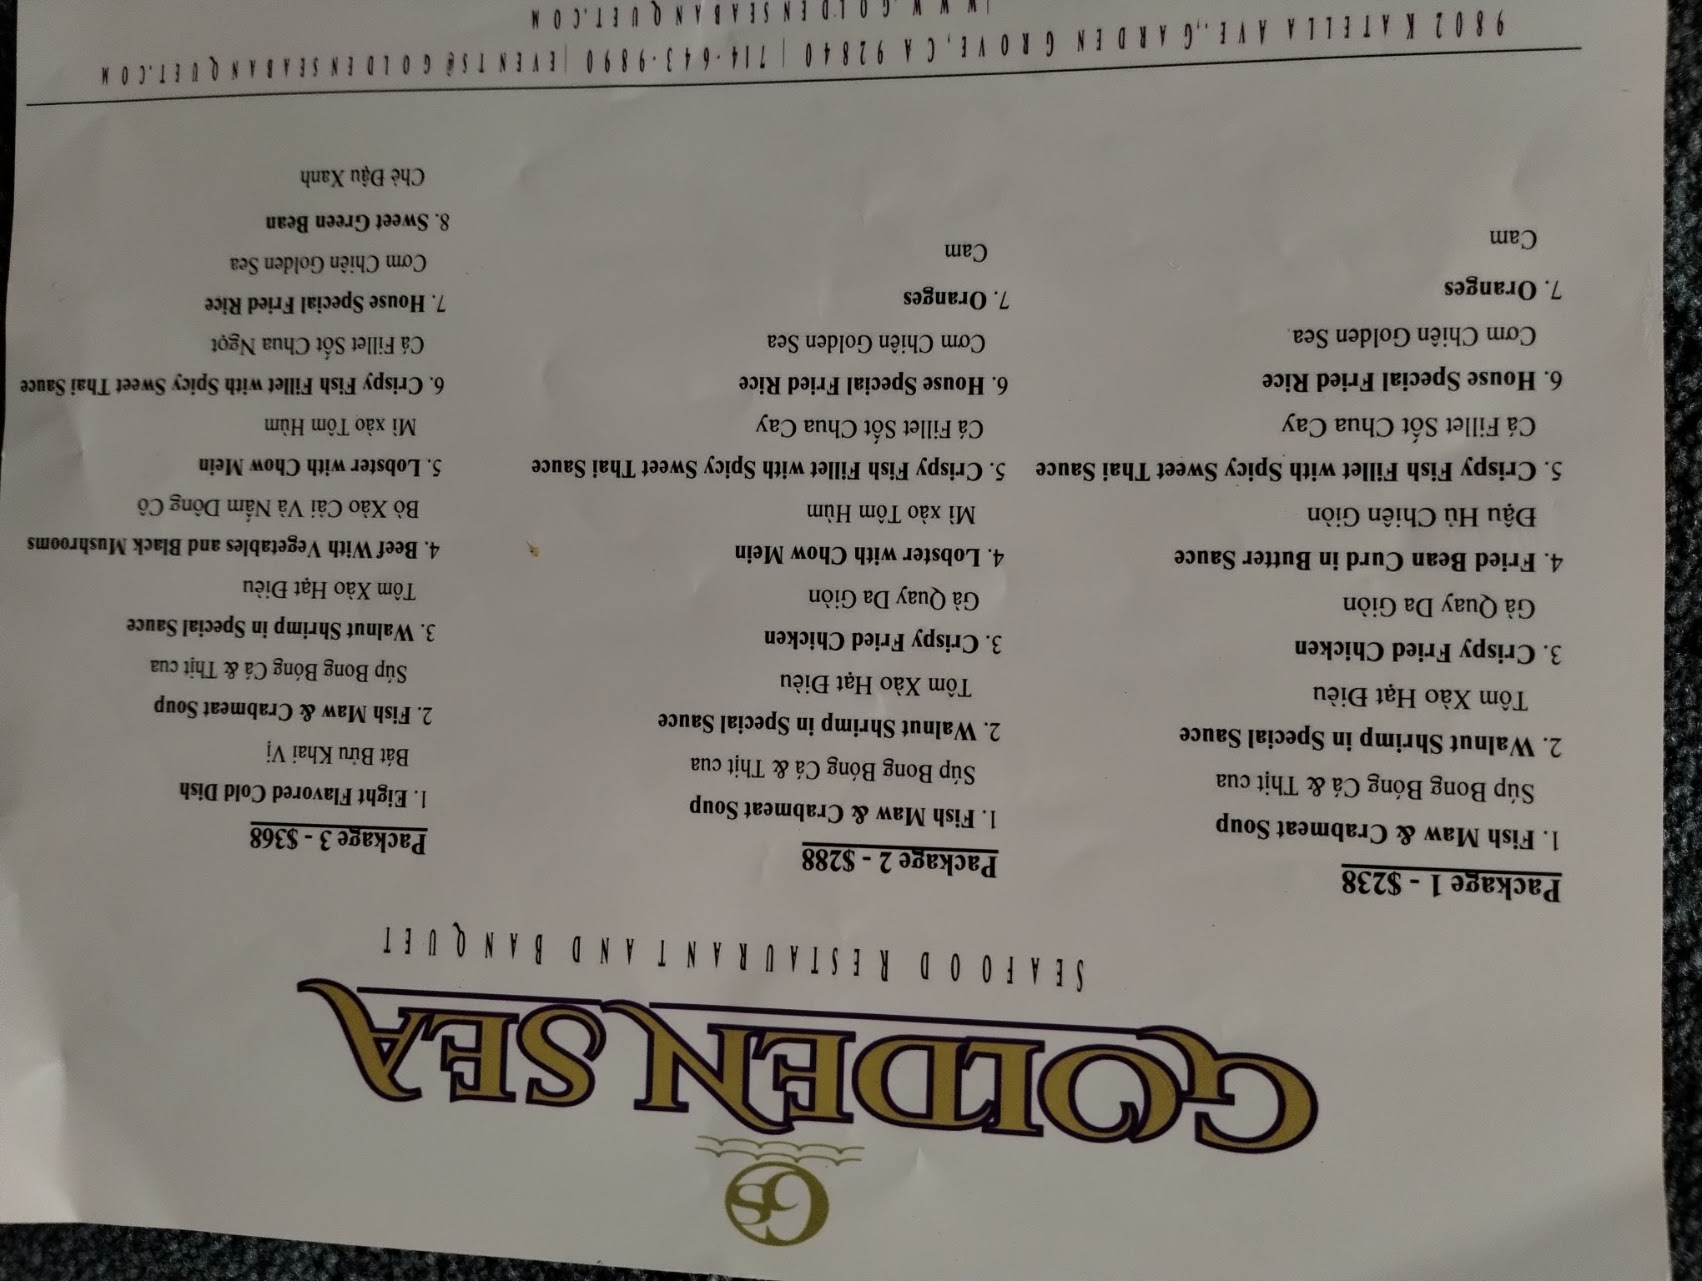 GS
GOLDEN SEA
SEAFOOD RESTAURANT AND BANQUET
Package 1 - $238
1. Fish Maw & Crabmeat Soup
Súp Bong Bóng Cá & Thịt cua
2. Walnut Shrimp in Special Sauce
Tôm Xào Hạt Điều
3. Crispy Fried Chicken
Gà Quay Da Giòn
4. Fried Bean Curd in Butter Sauce
Đậu Hủ Chiên Giòn
5. Crispy Fish Fillet with Spicy Sweet Thai Sauce
Cá Fillet Sốt Chua Cay
6. House Special Fried Rice
Cơm Chiên Golden Sea
7. Oranges
Cam
Package 2 - $288
1. Fish Maw & Crabmeat Soup
Súp Bong Bóng Cá & Thịt cua
2. Walnut Shrimp in Special Sauce
Tôm Xào Hạt Điều
3. Crispy Fried Chicken
Gà Quay Da Giòn
4. Lobster with Chow Mein
Mì xào Tôm Hùm
5. Crispy Fish Fillet with Spicy Sweet Thai Sauce
Cá Fillet Sốt Chua Cay
6. House Special Fried Rice
Cơm Chiên Golden Sea
7. Oranges
Cam
Package 3 - $368
1. Eight Flavored Cold Dish
Bát Bửu Khai Vị
2. Fish Maw & Crabmeat Soup
Súp Bong Bóng Cá & Thịt cua
3. Walnut Shrimp in Special Sauce
Tôm Xào Hạt Điều
4. Beef With Vegetables and Black Mushrooms
Bò Xào Cải Và Nấm Đông Cô
5. Lobster with Chow Mein
Mì xào Tôm Hùm
6. Crispy Fish Fillet with Spicy Sweet Thai Sauce
Cá Fillet Sốt Chua Ngọt
7. House Special Fried Rice
Cơm Chiên Golden Sea
8. Sweet Green Bean
Chè Đậu Xanh
9802 KATELLA AVE., GARDEN GROVE, CA 92840 | 714-643-9890 | EVENTS@GOLDENSEABANQUET.COM
| WWW.GOLDENSEABANQUET.COM